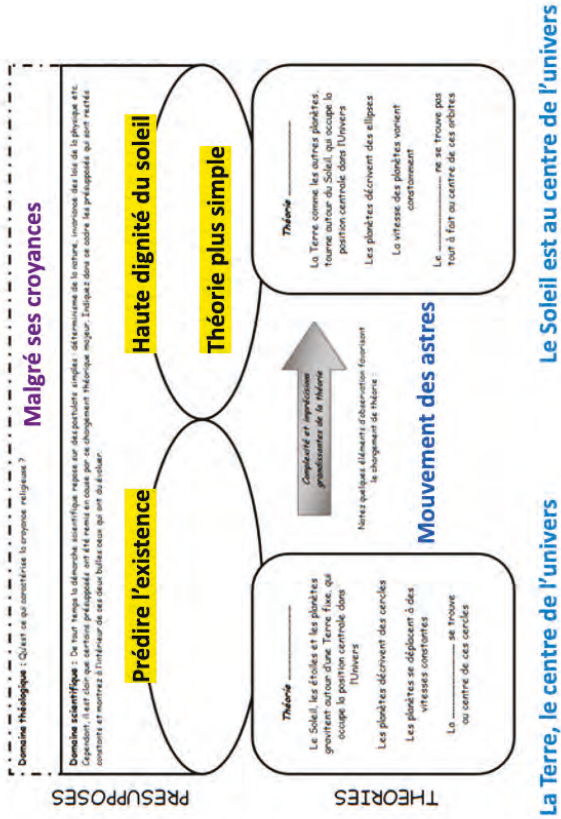 Domaine théologique : Qu'est ce qui caractérise la croyance religieuse ?
Malgré ses croyances
PRESUPPOSES
Domaine scientifique : De tout temps la démarche scientifique repose sur des postulats simples : déterminisme de la nature, invariance des lois de la physique etc.
Cependant, il est clair que certains présupposés ont été remis en cause par ce changement théorique majeur. Indiquez dans ce cadre les présupposés qui sont restés
constants et montrez à l'intérieur de ces deux bulles ceux qui ont du évoluer.
Prédire l'existence
Haute dignité du soleil
Théorie plus simple
THEORIES
Théorie ____________
Le Soleil, les étoiles et les planètes
gravitent autour d'une Terre fixe, qui
occupe la position centrale dans
l'Univers
Les planètes décrivent des cercles
Les planètes se déplacent à des
vitesses constantes
La ________ se trouve
au centre de ces cercles
Complexité et imprécisions
grandissantes de la théorie
Notez quelques éléments d'observation favorisant
le changement de théorie :
Mouvement des astres
Théorie ____________
La Terre comme les autres planètes,
tourne autour du Soleil, qui occupe la
position centrale dans l'Univers
Les planètes décrivent des ellipses
La vitesse des planètes varient
constamment
Le ____________ ne se trouve pas
tout à fait au centre de ces orbites
La Terre, le centre de l'univers
Le Soleil est au centre de l'univers